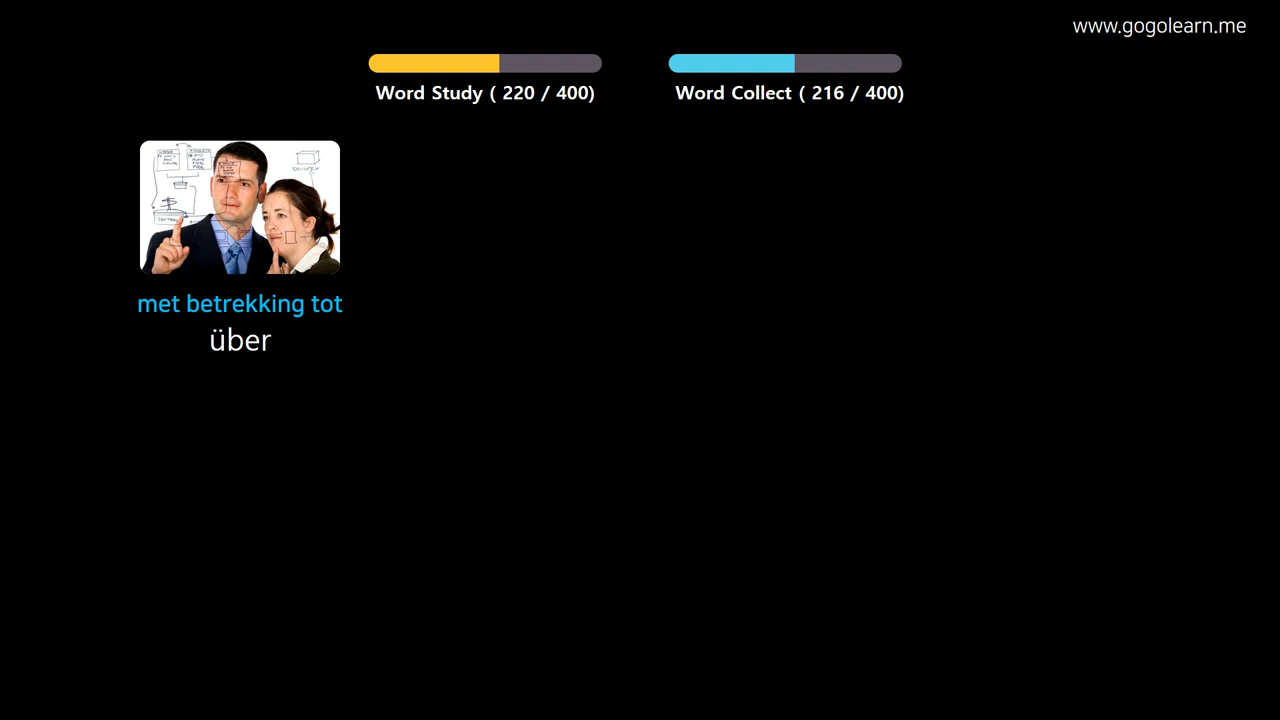 www.gogolearn.me
Word Study ( 220 / 400)
Word Collect ( 216 / 400)
met betrekking tot
über